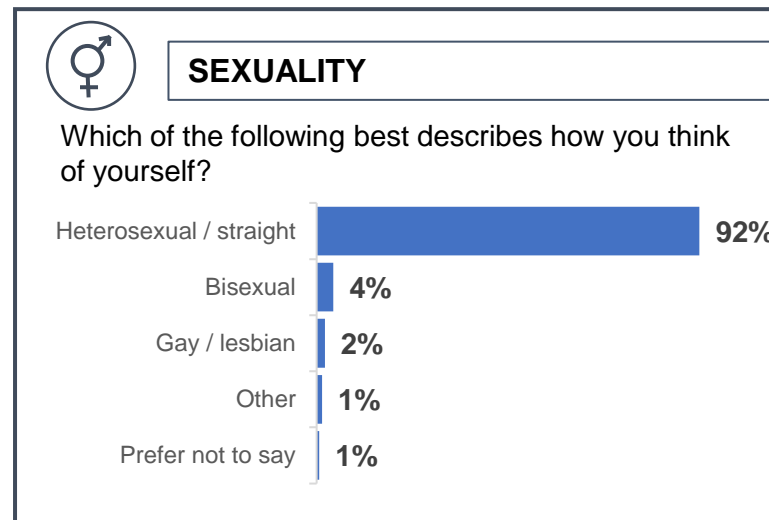 SEXUALITY
Which of the following best describes how you think
of yourself?
Heterosexual / straight 92%
Bisexual 4%
Gay / lesbian 2%
Other 1%
Prefer not to say 1%